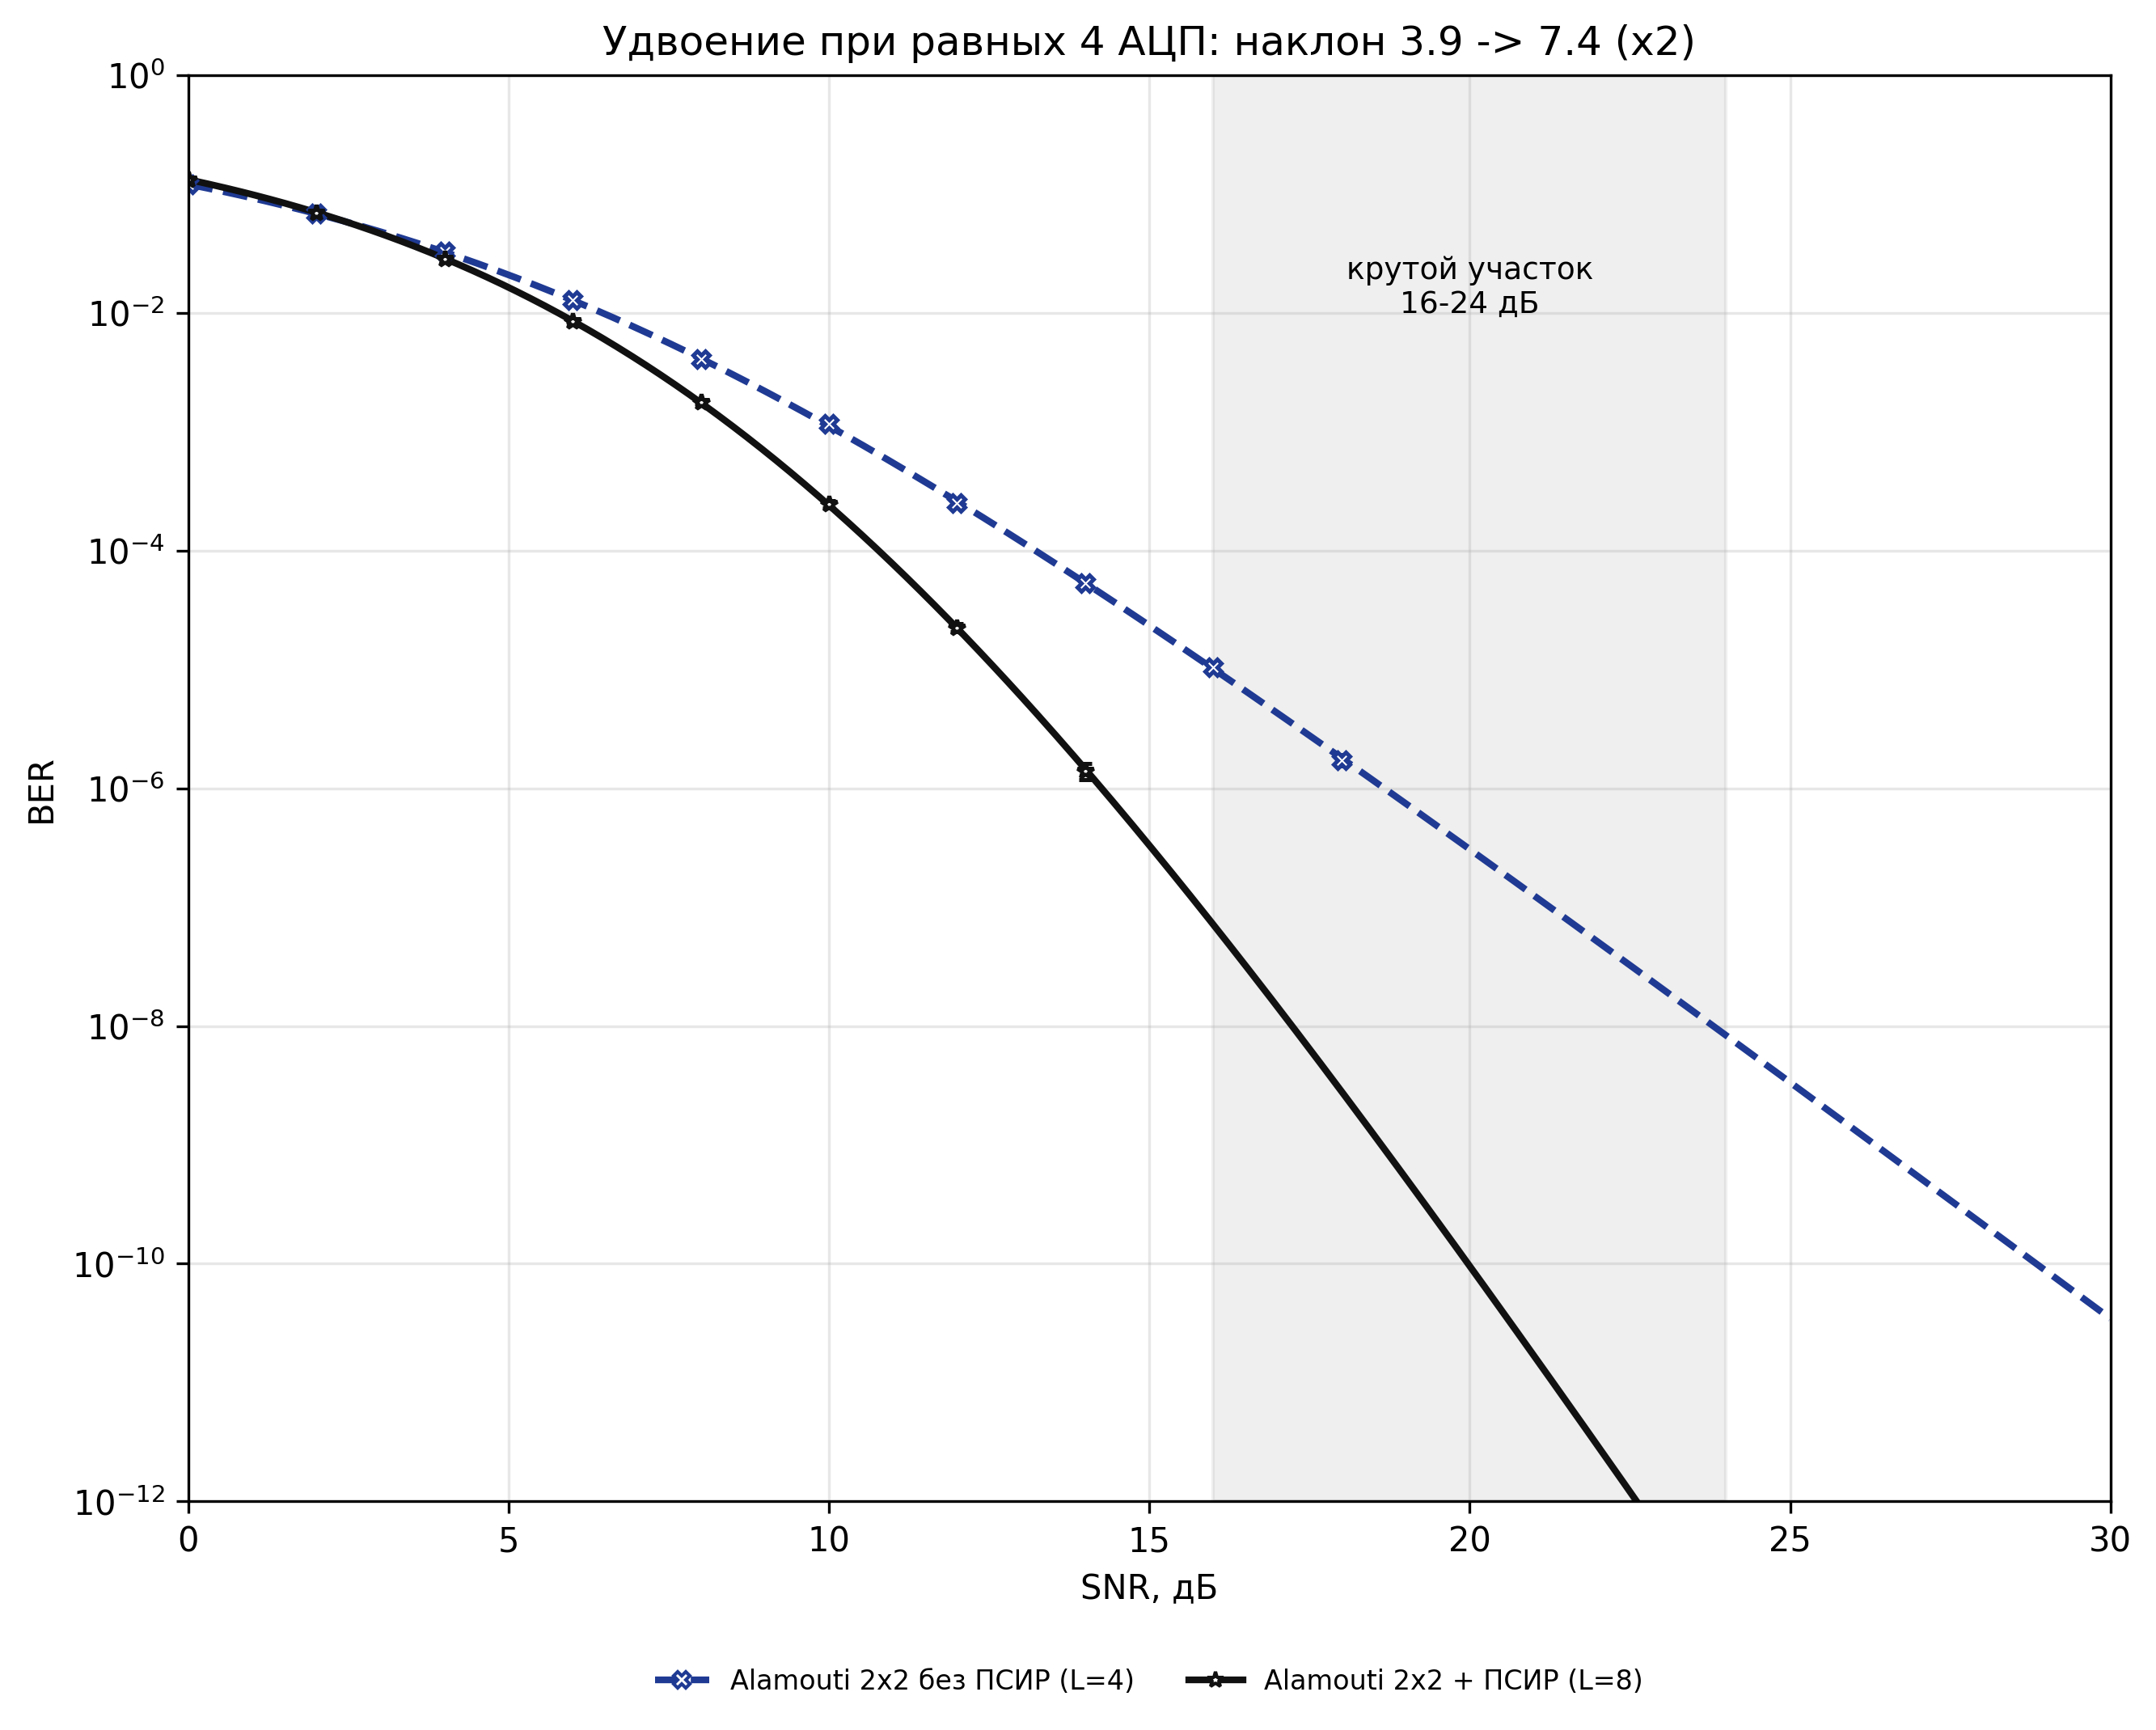 Удвоение при равных 4 АЦП: наклон 3.9 -> 7.4 (x2)
10⁰
10⁻²
10⁻⁴
10⁻⁶
10⁻⁸
10⁻¹⁰
10⁻¹²
BER
крутой участок
16-24 дБ
0 5 10 15 20 25 30
SNR, дБ
Alamouti 2x2 без ПСИР (L=4) Alamouti 2x2 + ПСИР (L=8)